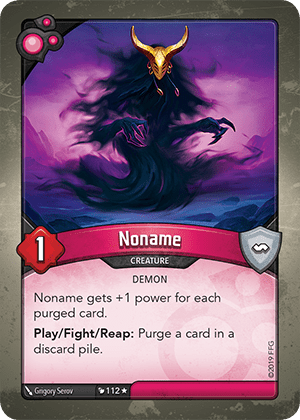 1
Noname
CREATURE
DEMON
Noname gets +1 power for each
purged card.
Play/Fight/Reap: Purge a card in a
discard pile.
Grigory Serov
112★
©2019 FFG